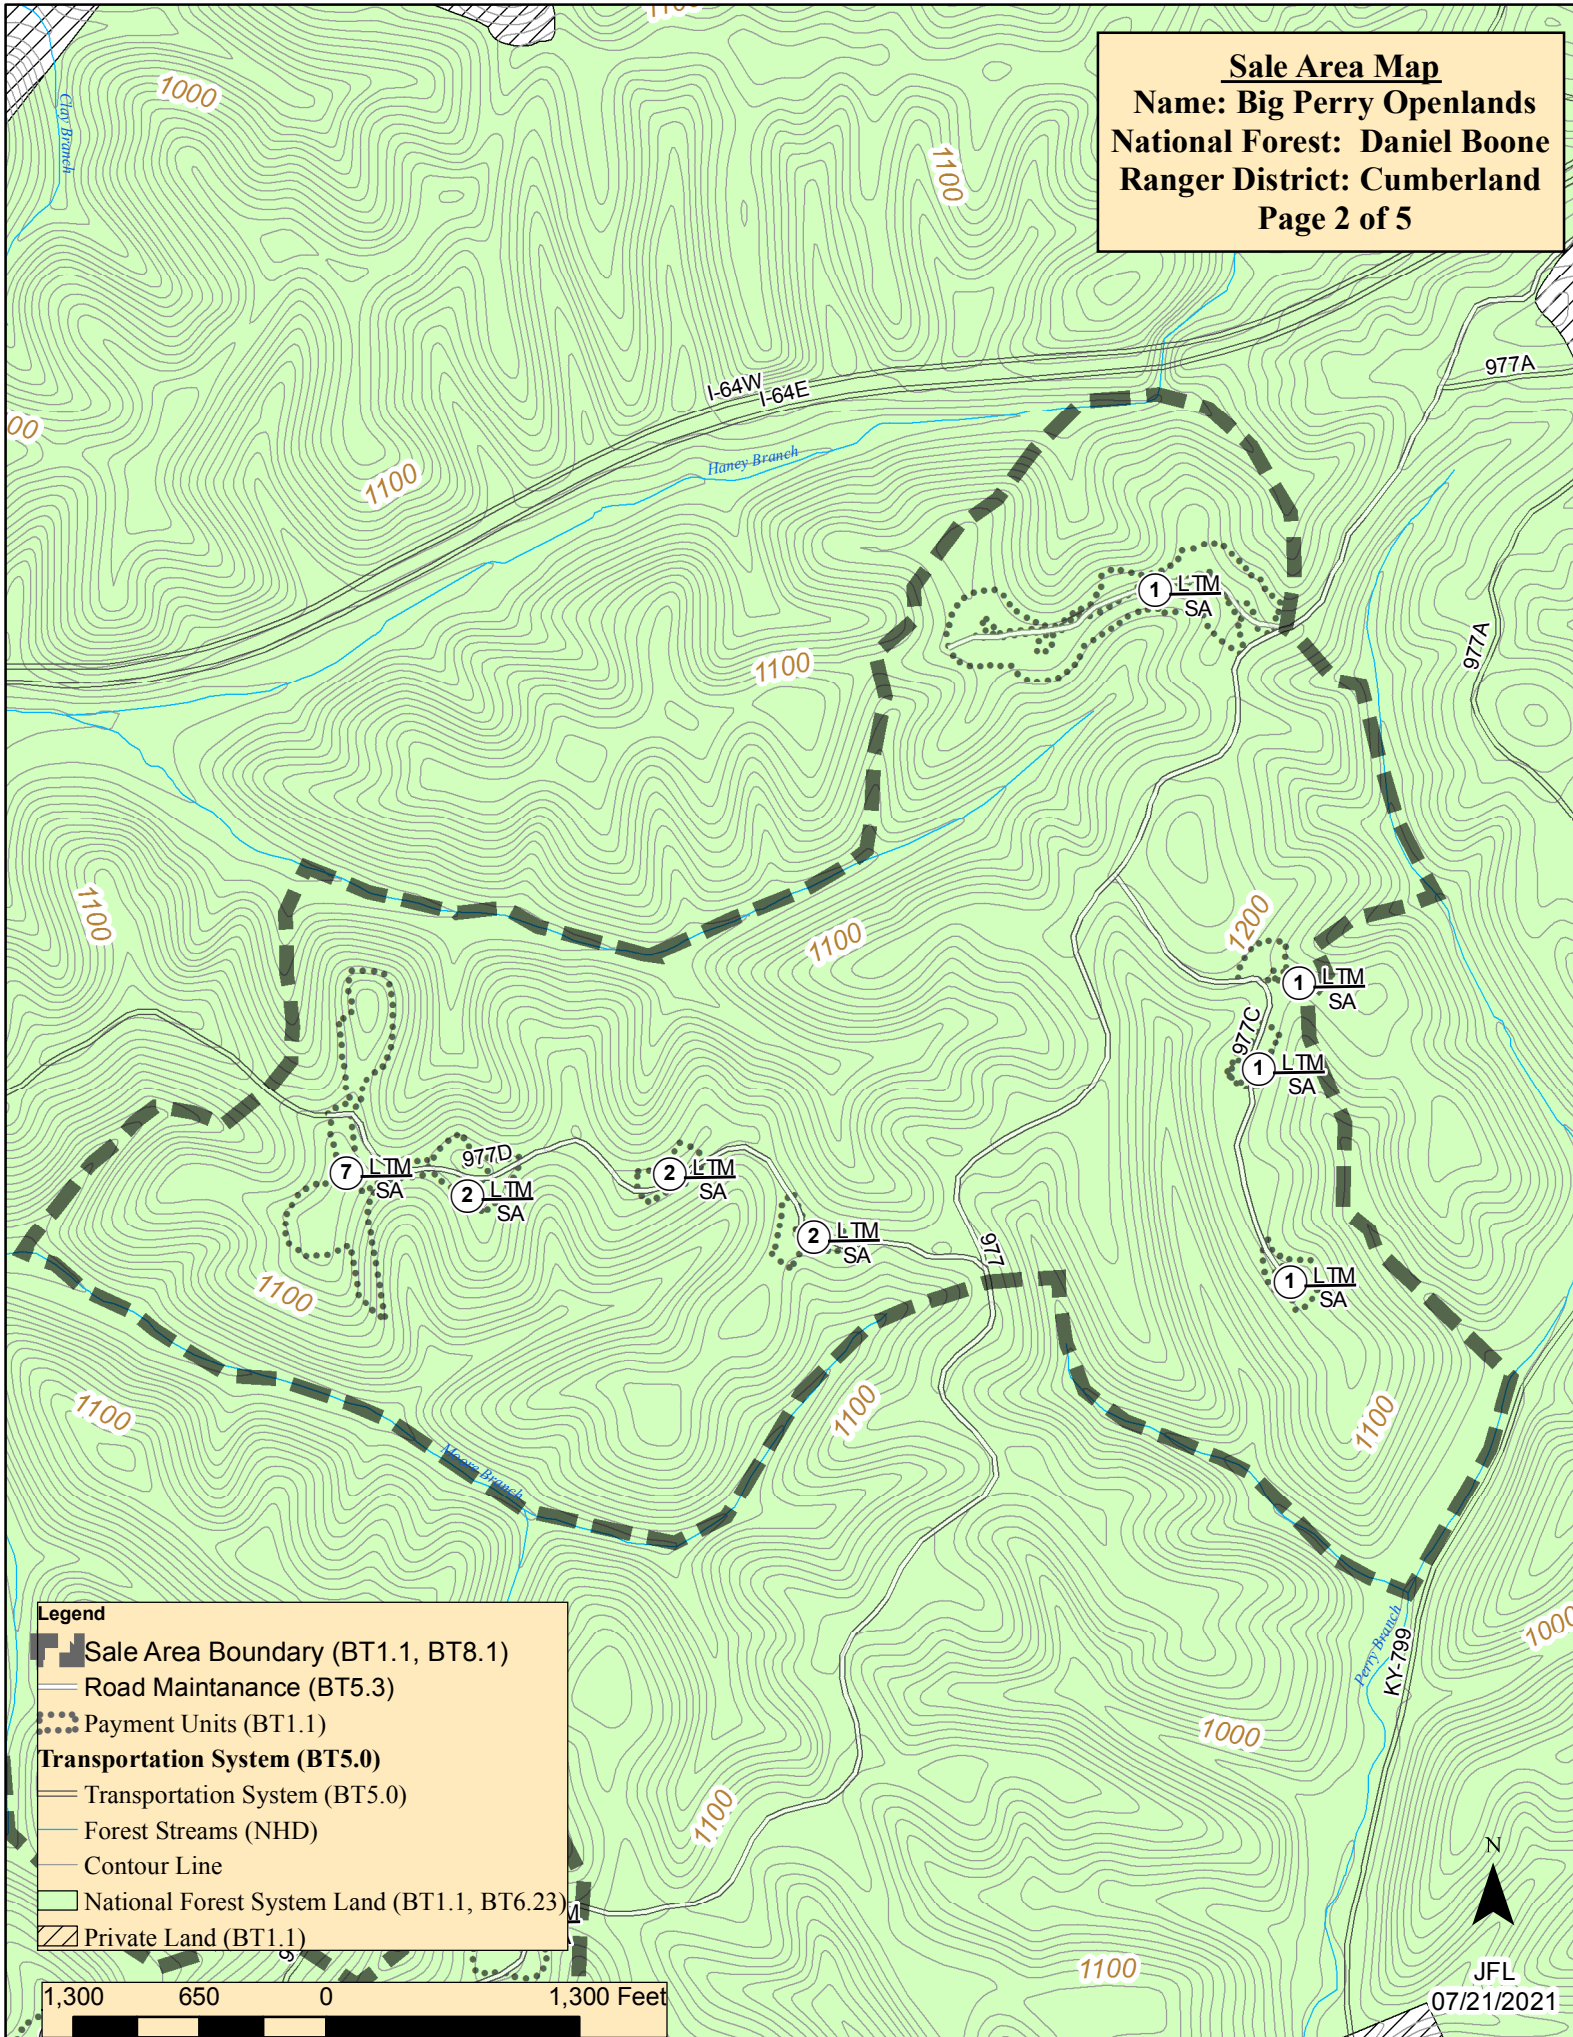 Sale Area Map
Name: Big Perry Openlands
National Forest: Daniel Boone
Ranger District: Cumberland
Page 2 of 5
1000
Clay Branch
1100
1100
977A
I-64W
I-64E
00
Haney Branch
1100
1 LTM
SA
977A
1100
1100
1200
1100
1 LTM
SA
977C
1 LTM
SA
977D
7 LTM
SA
2 LTM
SA
2 LTM
SA
2 LTM
SA
977
1 LTM
SA
1100
1100
1100
1100
Moore Branch
Perry Branch
KY-799
1000
1000
1100
1100
Legend
Sale Area Boundary (BT1.1, BT8.1)
Road Maintanance (BT5.3)
Payment Units (BT1.1)
Transportation System (BT5.0)
Transportation System (BT5.0)
Forest Streams (NHD)
Contour Line
National Forest System Land (BT1.1, BT6.23)
Private Land (BT1.1)
1,300 650 0 1,300 Feet
N
JFL
07/21/2021